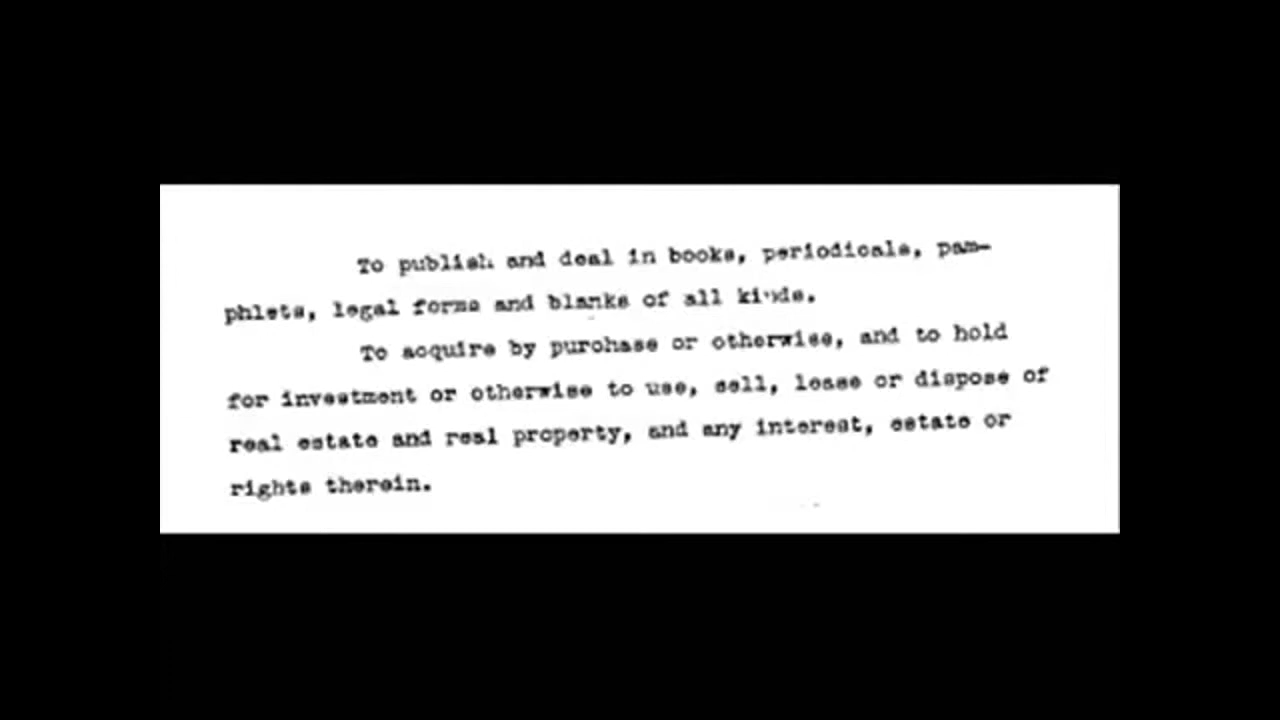 To publish and deal in books, periodicals, pam-
phlets, legal forms and blanks of all kinds.
To acquire by purchase or otherwise, and to hold
for investment or otherwise to use, sell, lease or dispose of
real estate and real property, and any interest, estate or
rights therein.